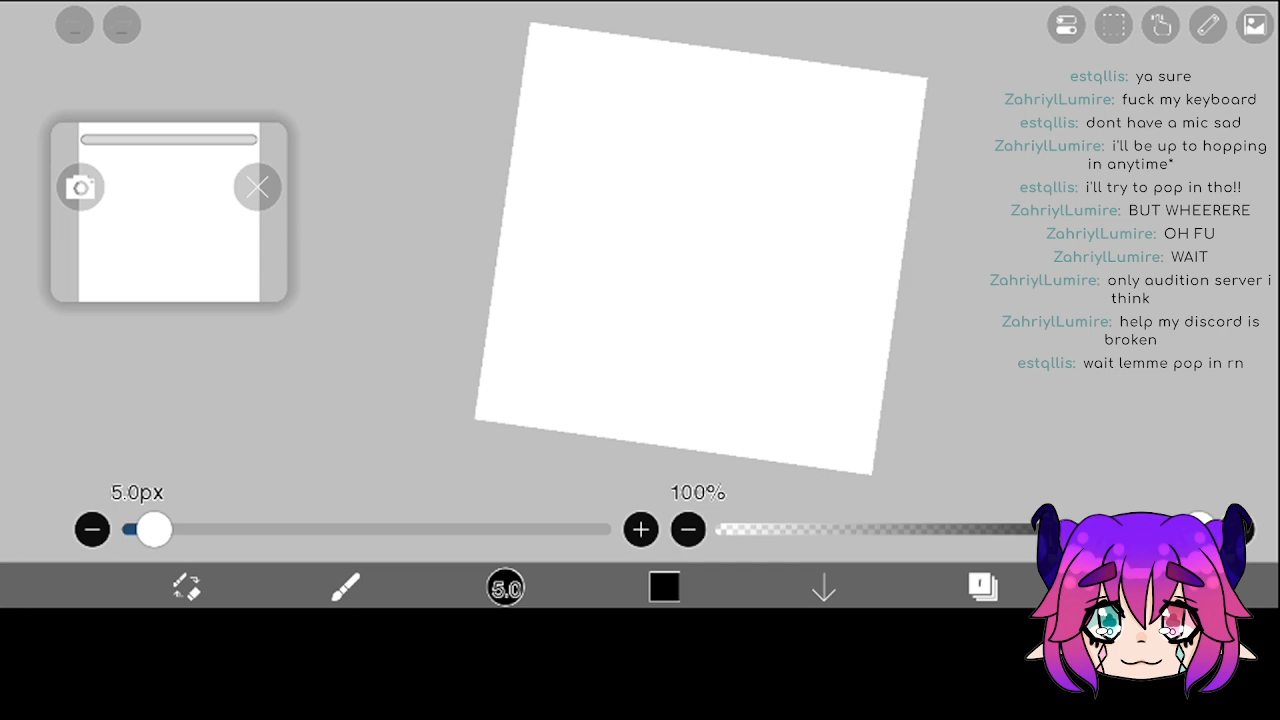 estqllis: ya sure
ZahriylLumire: fuck my keyboard
estqllis: dont have a mic sad
ZahriylLumire: i'll be up to hopping
in anytime*
estqllis: i'll try to pop in tho!!
ZahriylLumire: BUT WHEERERE
ZahriylLumire: OH FU
ZahriylLumire: WAIT
ZahriylLumire: only audition server i
think
ZahriylLumire: help my discord is
broken
estqllis: wait lemme pop in rn
5.0px
100%
5.0
1